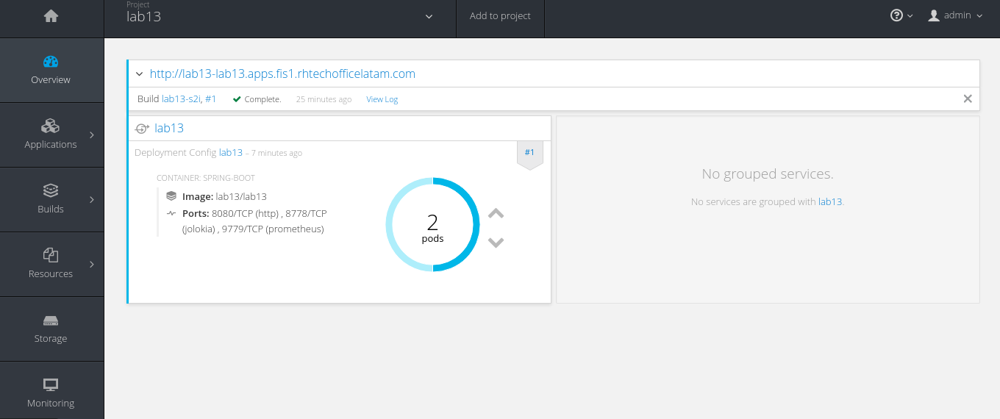 Project
lab13
Add to project
admin
Overview
Applications
Builds
Resources
Storage
Monitoring
http://lab13-lab13.apps.fis1.rhtechofficelatam.com
Build lab13-s2i, #1 Complete. 25 minutes ago View Log
lab13
Deployment Config lab13 – 7 minutes ago
#1
CONTAINER: SPRING-BOOT
Image: lab13/lab13
Ports: 8080/TCP (http) , 8778/TCP
(jolokia) , 9779/TCP (prometheus)
2
pods
No grouped services.
No services are grouped with lab13.